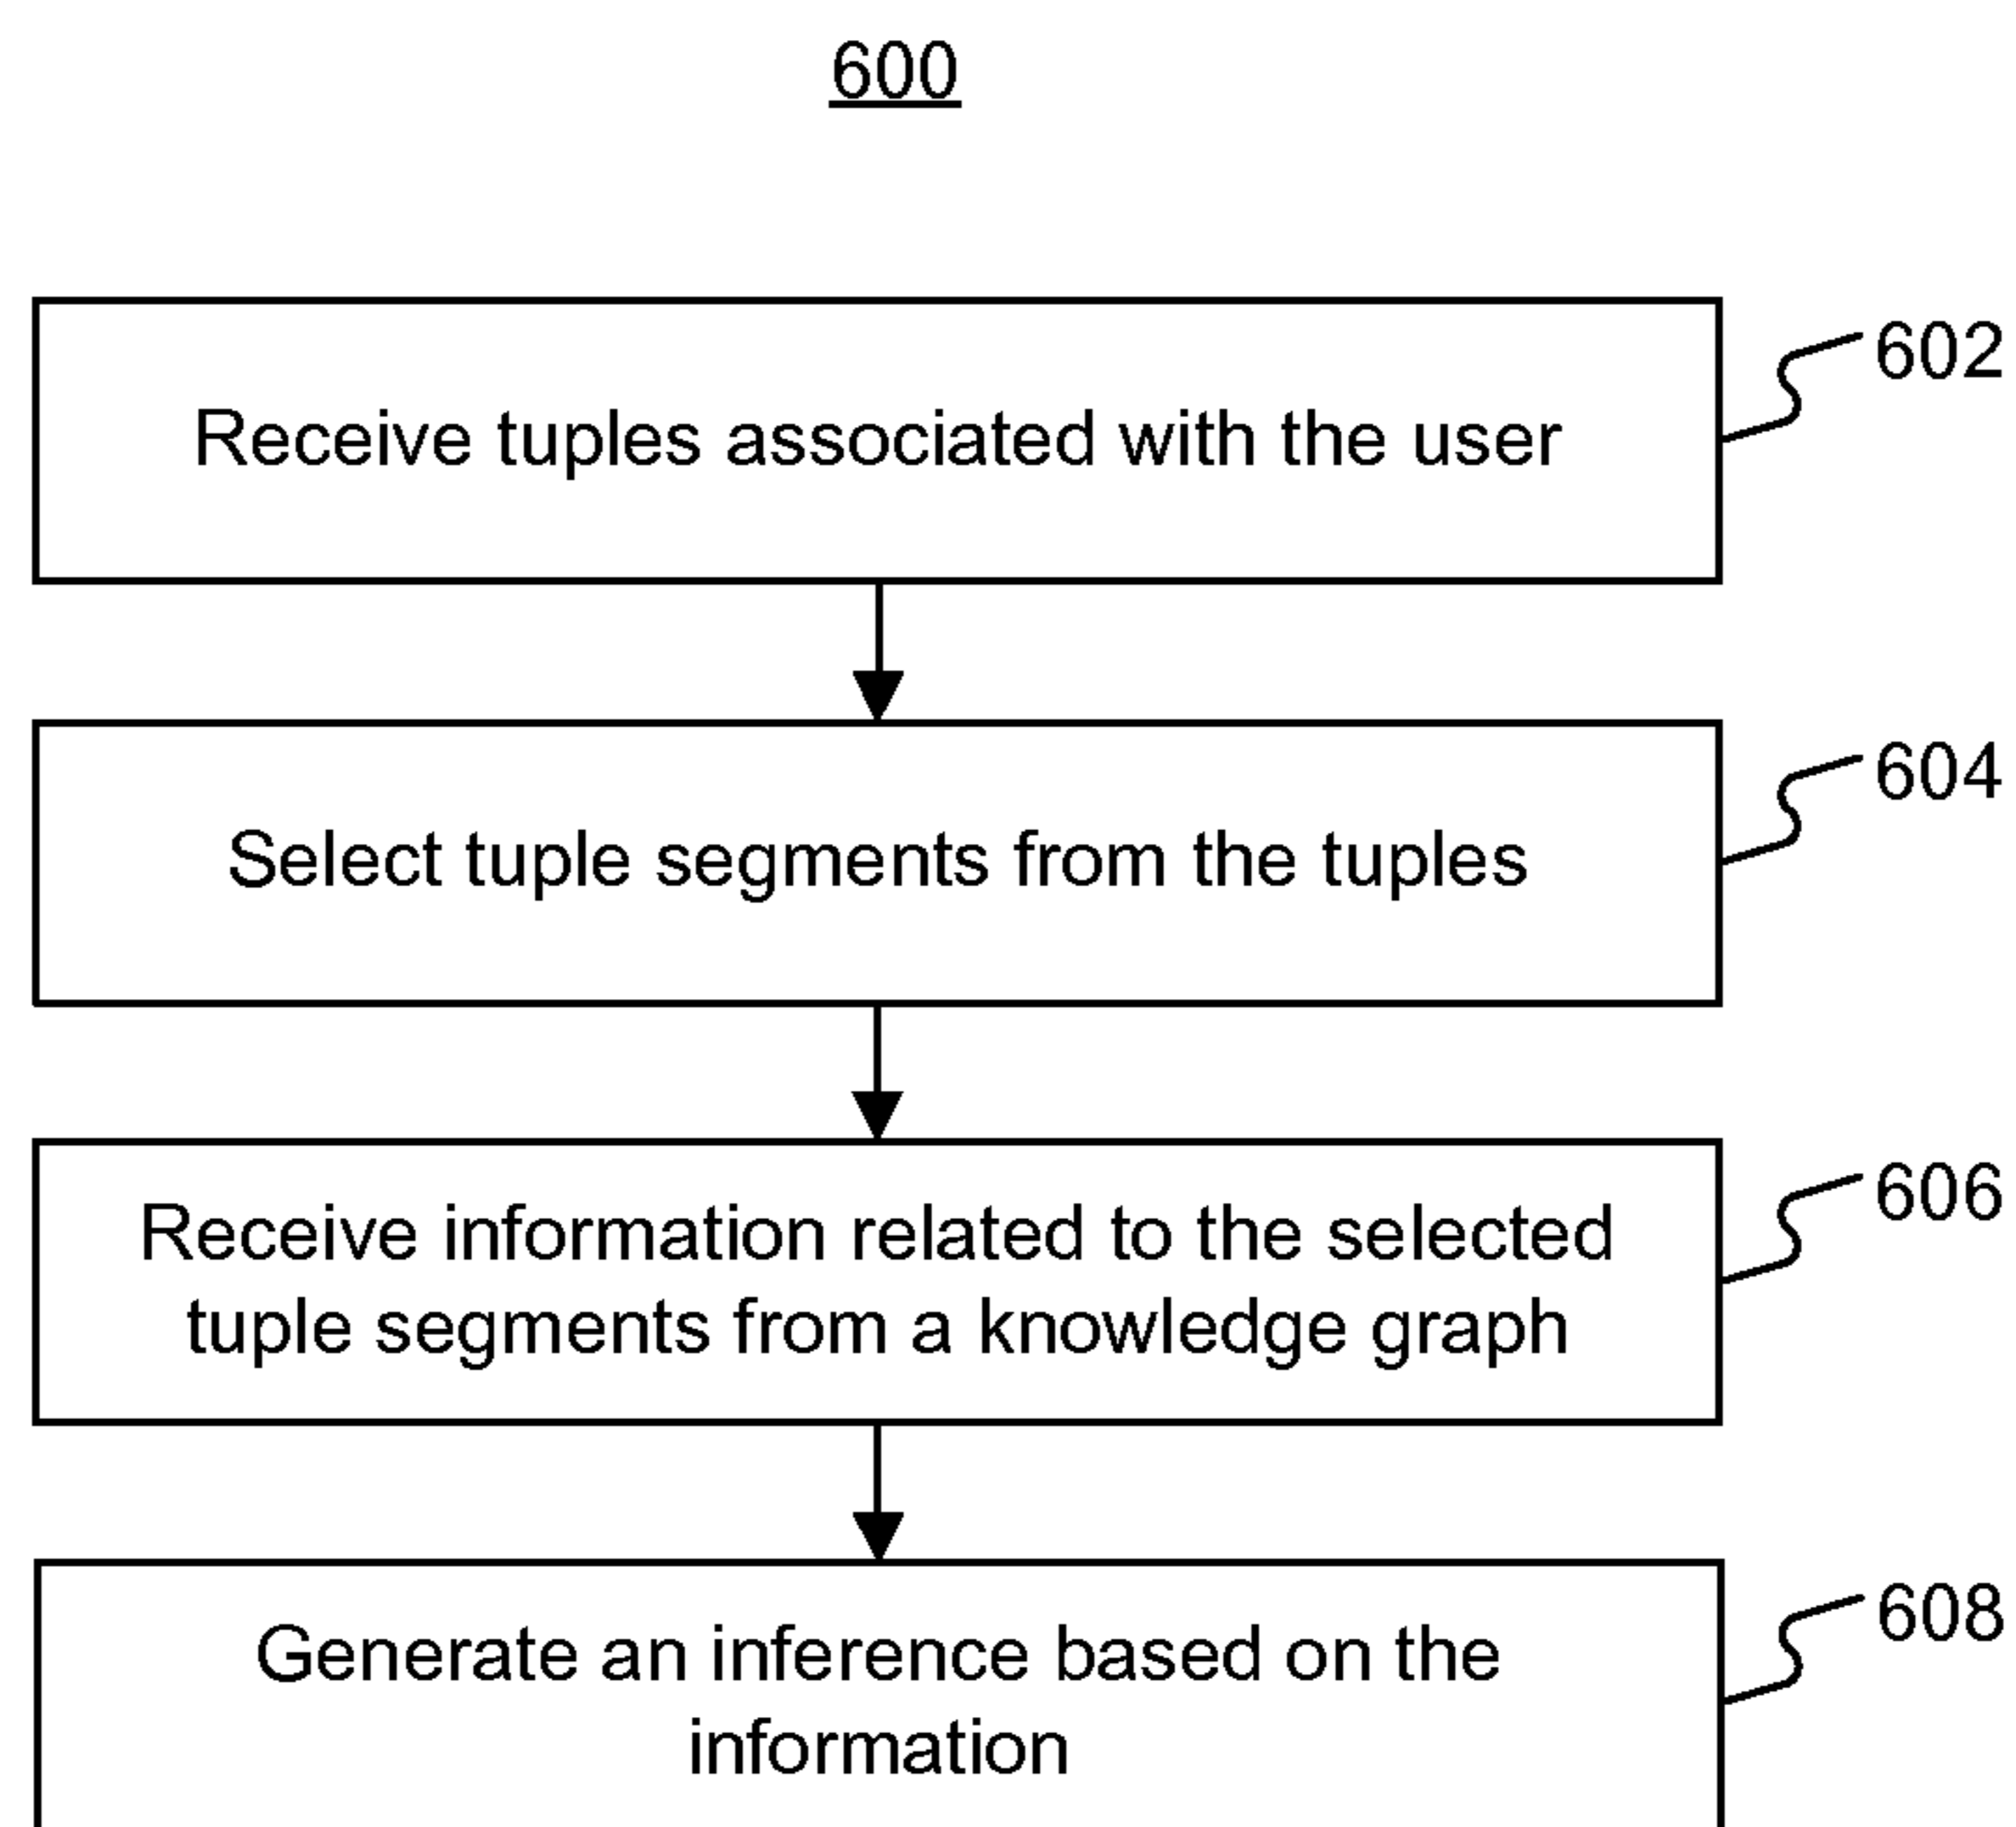 600
602
Receive tuples associated with the user
604
Select tuple segments from the tuples
606
Receive information related to the selected
tuple segments from a knowledge graph
608
Generate an inference based on the
information